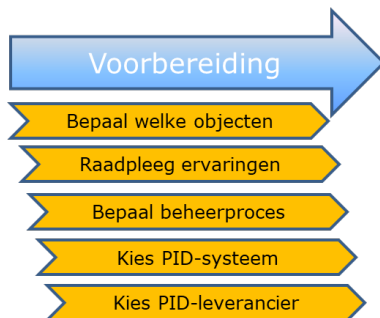 Voorbereiding
Bepaal welke objecten
Raadpleeg ervaringen
Bepaal beheerproces
Kies PID-systeem
Kies PID-leverancier